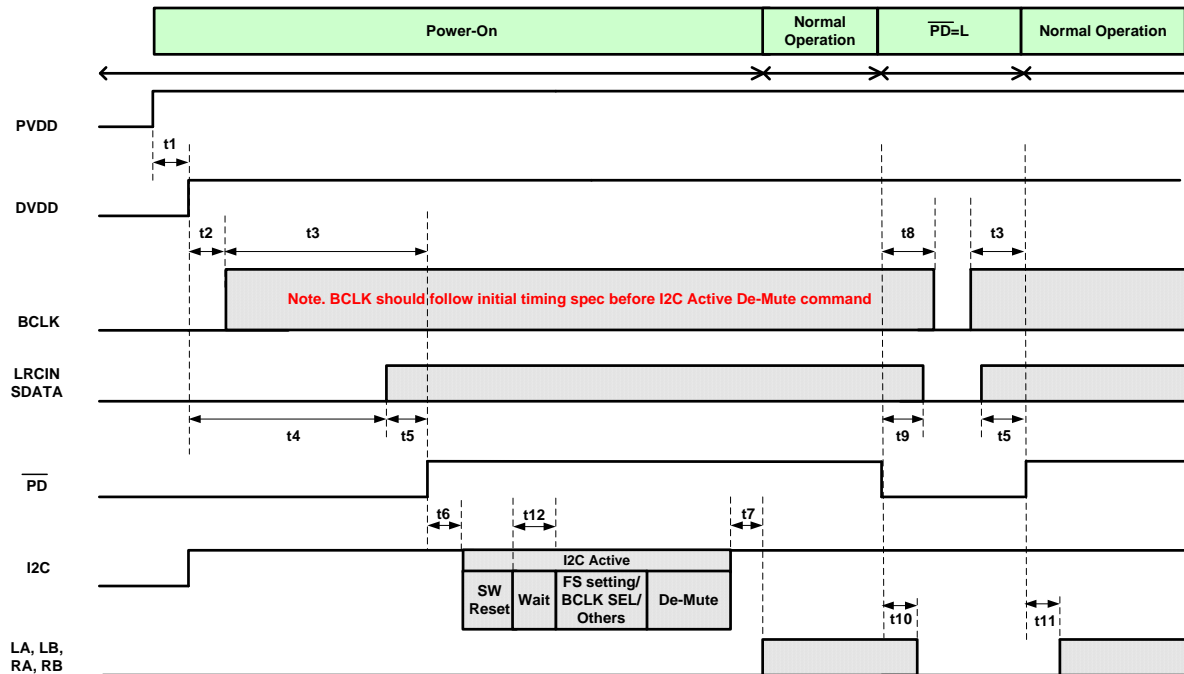 Power-On
Normal
Operation
PD=L
Normal Operation
PVDD
t1
DVDD
t2
t3
t8
t3
Note. BCLK should follow initial timing spec before I2C Active De-Mute command
BCLK
LRCIN
SDATA
t4
t5
t9
t5
PD
t6
t12
t7
I2C
I2C Active
SW
Reset
Wait
FS setting/
BCLK SEL/
Others
De-Mute
t10
t11
LA, LB,
RA, RB